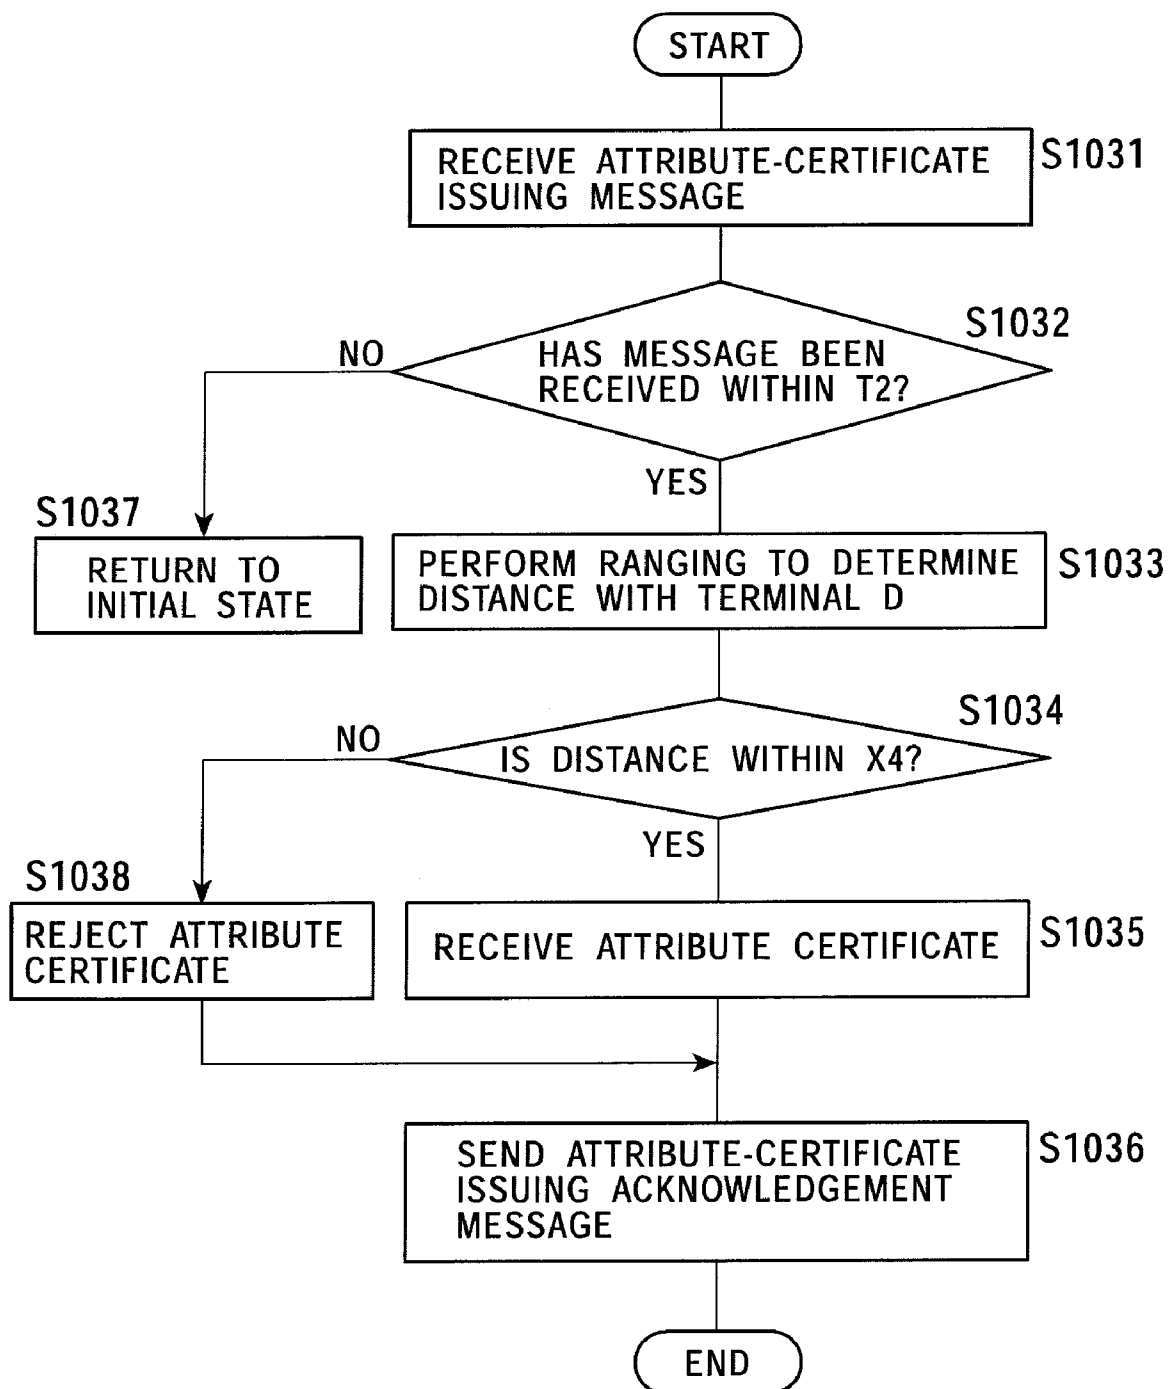 START
RECEIVE ATTRIBUTE-CERTIFICATE
ISSUING MESSAGE
S1031
S1032
HAS MESSAGE BEEN
RECEIVED WITHIN T2?
NO
YES
S1037
RETURN TO
INITIAL STATE
PERFORM RANGING TO DETERMINE
DISTANCE WITH TERMINAL D
S1033
S1034
IS DISTANCE WITHIN X4?
NO
YES
S1038
REJECT ATTRIBUTE
CERTIFICATE
RECEIVE ATTRIBUTE CERTIFICATE
S1035
SEND ATTRIBUTE-CERTIFICATE
ISSUING ACKNOWLEDGEMENT
MESSAGE
S1036
END